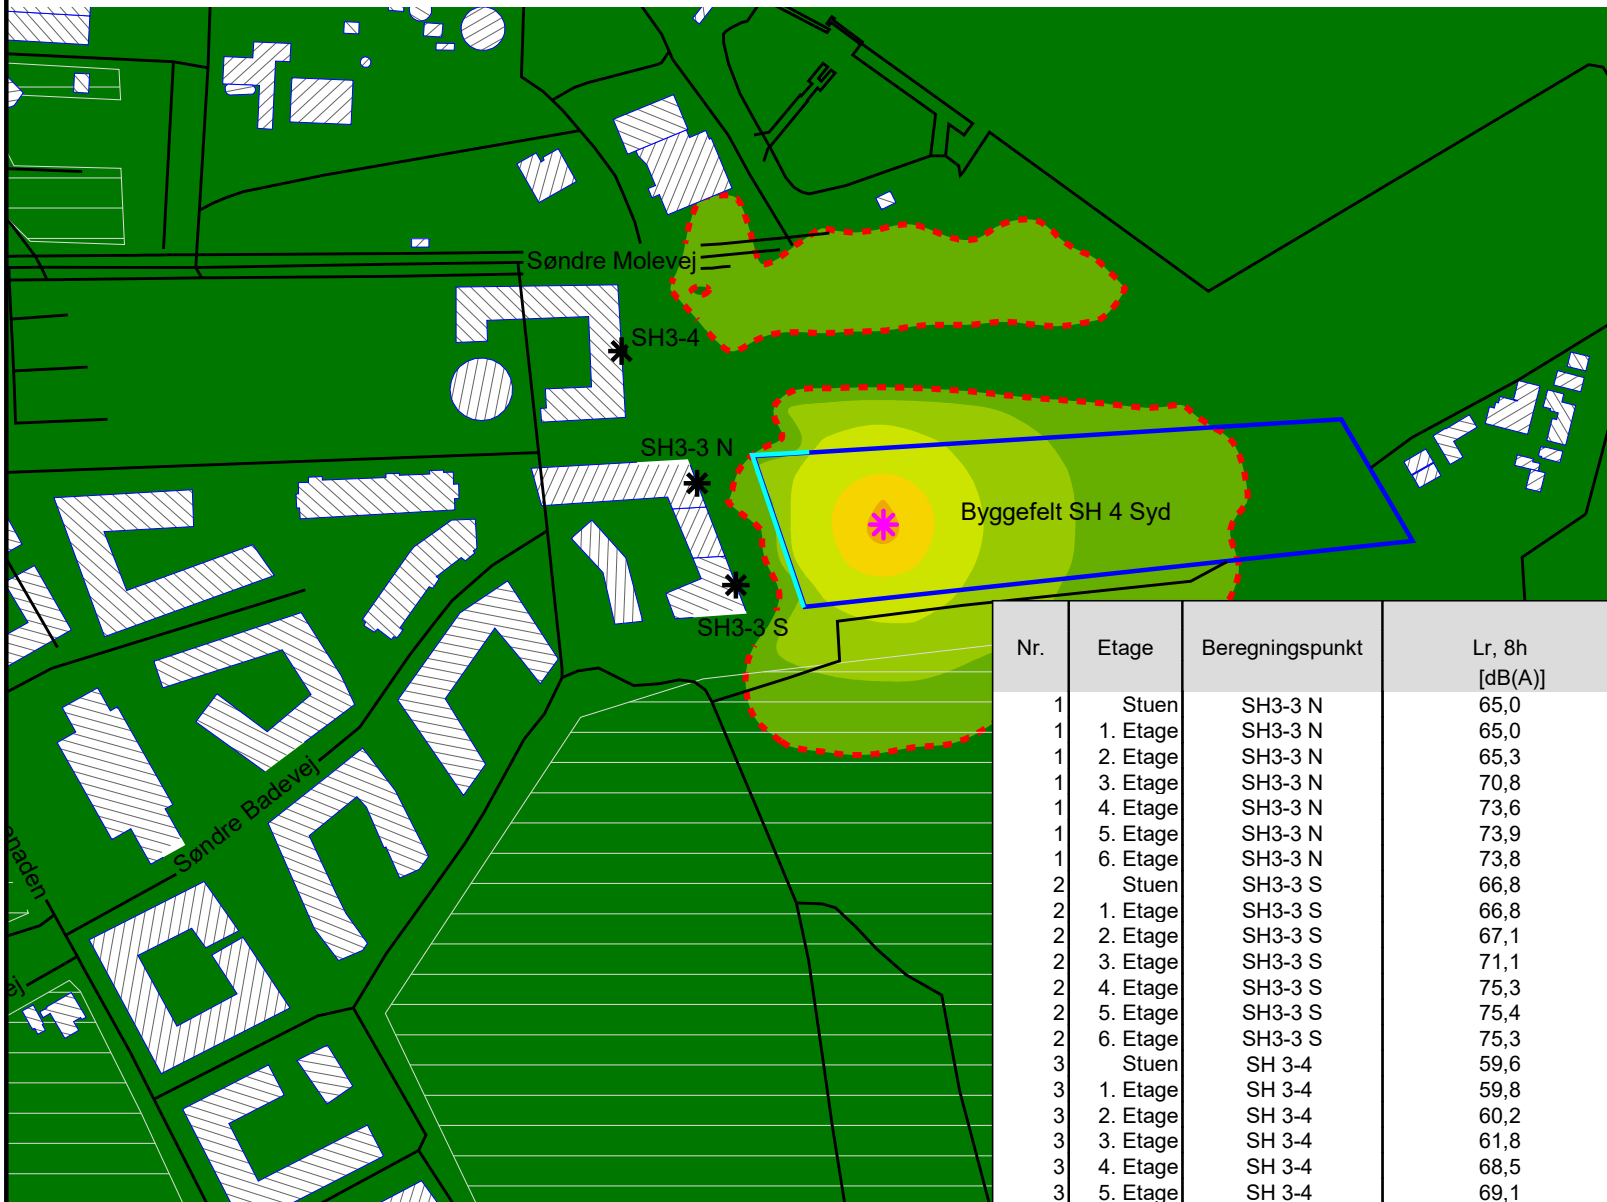 Søndre Molevej
SH3-4
SH3-3 N
Byggefelt SH 4 Syd
SH3-3 S
Søndre Badevej
naden
ej
Nr. Etage Beregningspunkt Lr, 8h
[dB(A)]
1 Stuen SH3-3 N 65,0
1 1. Etage SH3-3 N 65,0
1 2. Etage SH3-3 N 65,3
1 3. Etage SH3-3 N 70,8
1 4. Etage SH3-3 N 73,6
1 5. Etage SH3-3 N 73,9
1 6. Etage SH3-3 N 73,8
2 Stuen SH3-3 S 66,8
2 1. Etage SH3-3 S 66,8
2 2. Etage SH3-3 S 67,1
2 3. Etage SH3-3 S 71,1
2 4. Etage SH3-3 S 75,3
2 5. Etage SH3-3 S 75,4
2 6. Etage SH3-3 S 75,3
3 Stuen SH 3-4 59,6
3 1. Etage SH 3-4 59,8
3 2. Etage SH 3-4 60,2
3 3. Etage SH 3-4 61,8
3 4. Etage SH 3-4 68,5
3 5. Etage SH 3-4 69,1